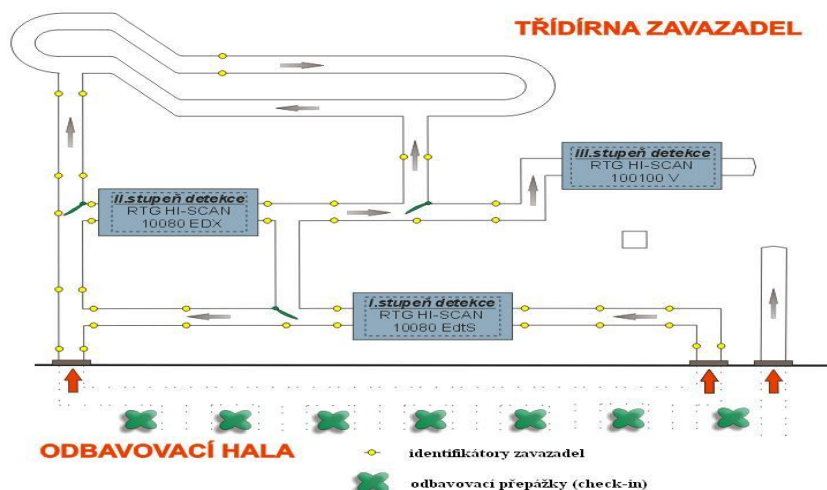 TŘÍDÍRNA ZAVAZADEL
III.stupeň detekce
RTG HI-SCAN
100100 V
II.stupeň detekce
RTG HI-SCAN
10080 EDX
I.stupeň detekce
RTG HI-SCAN
10080 EdtS
ODBAVOVACÍ HALA
identifikátory zavazadel
odbavovací přepážky (check-in)